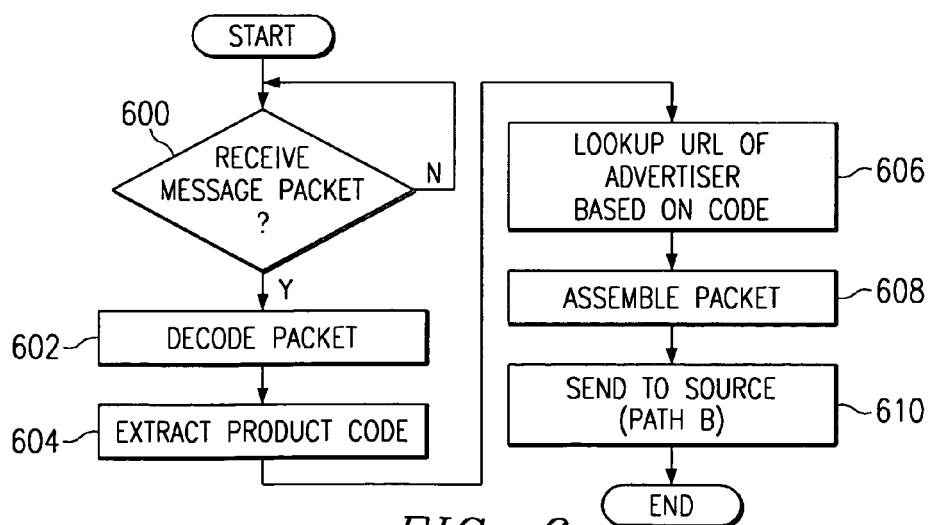 START
600
RECEIVE
MESSAGE PACKET
?
N
Y
602
DECODE PACKET
604
EXTRACT PRODUCT CODE
LOOKUP URL OF
ADVERTISER
BASED ON CODE
606
ASSEMBLE PACKET
608
SEND TO SOURCE
(PATH B)
610
END
FIG.